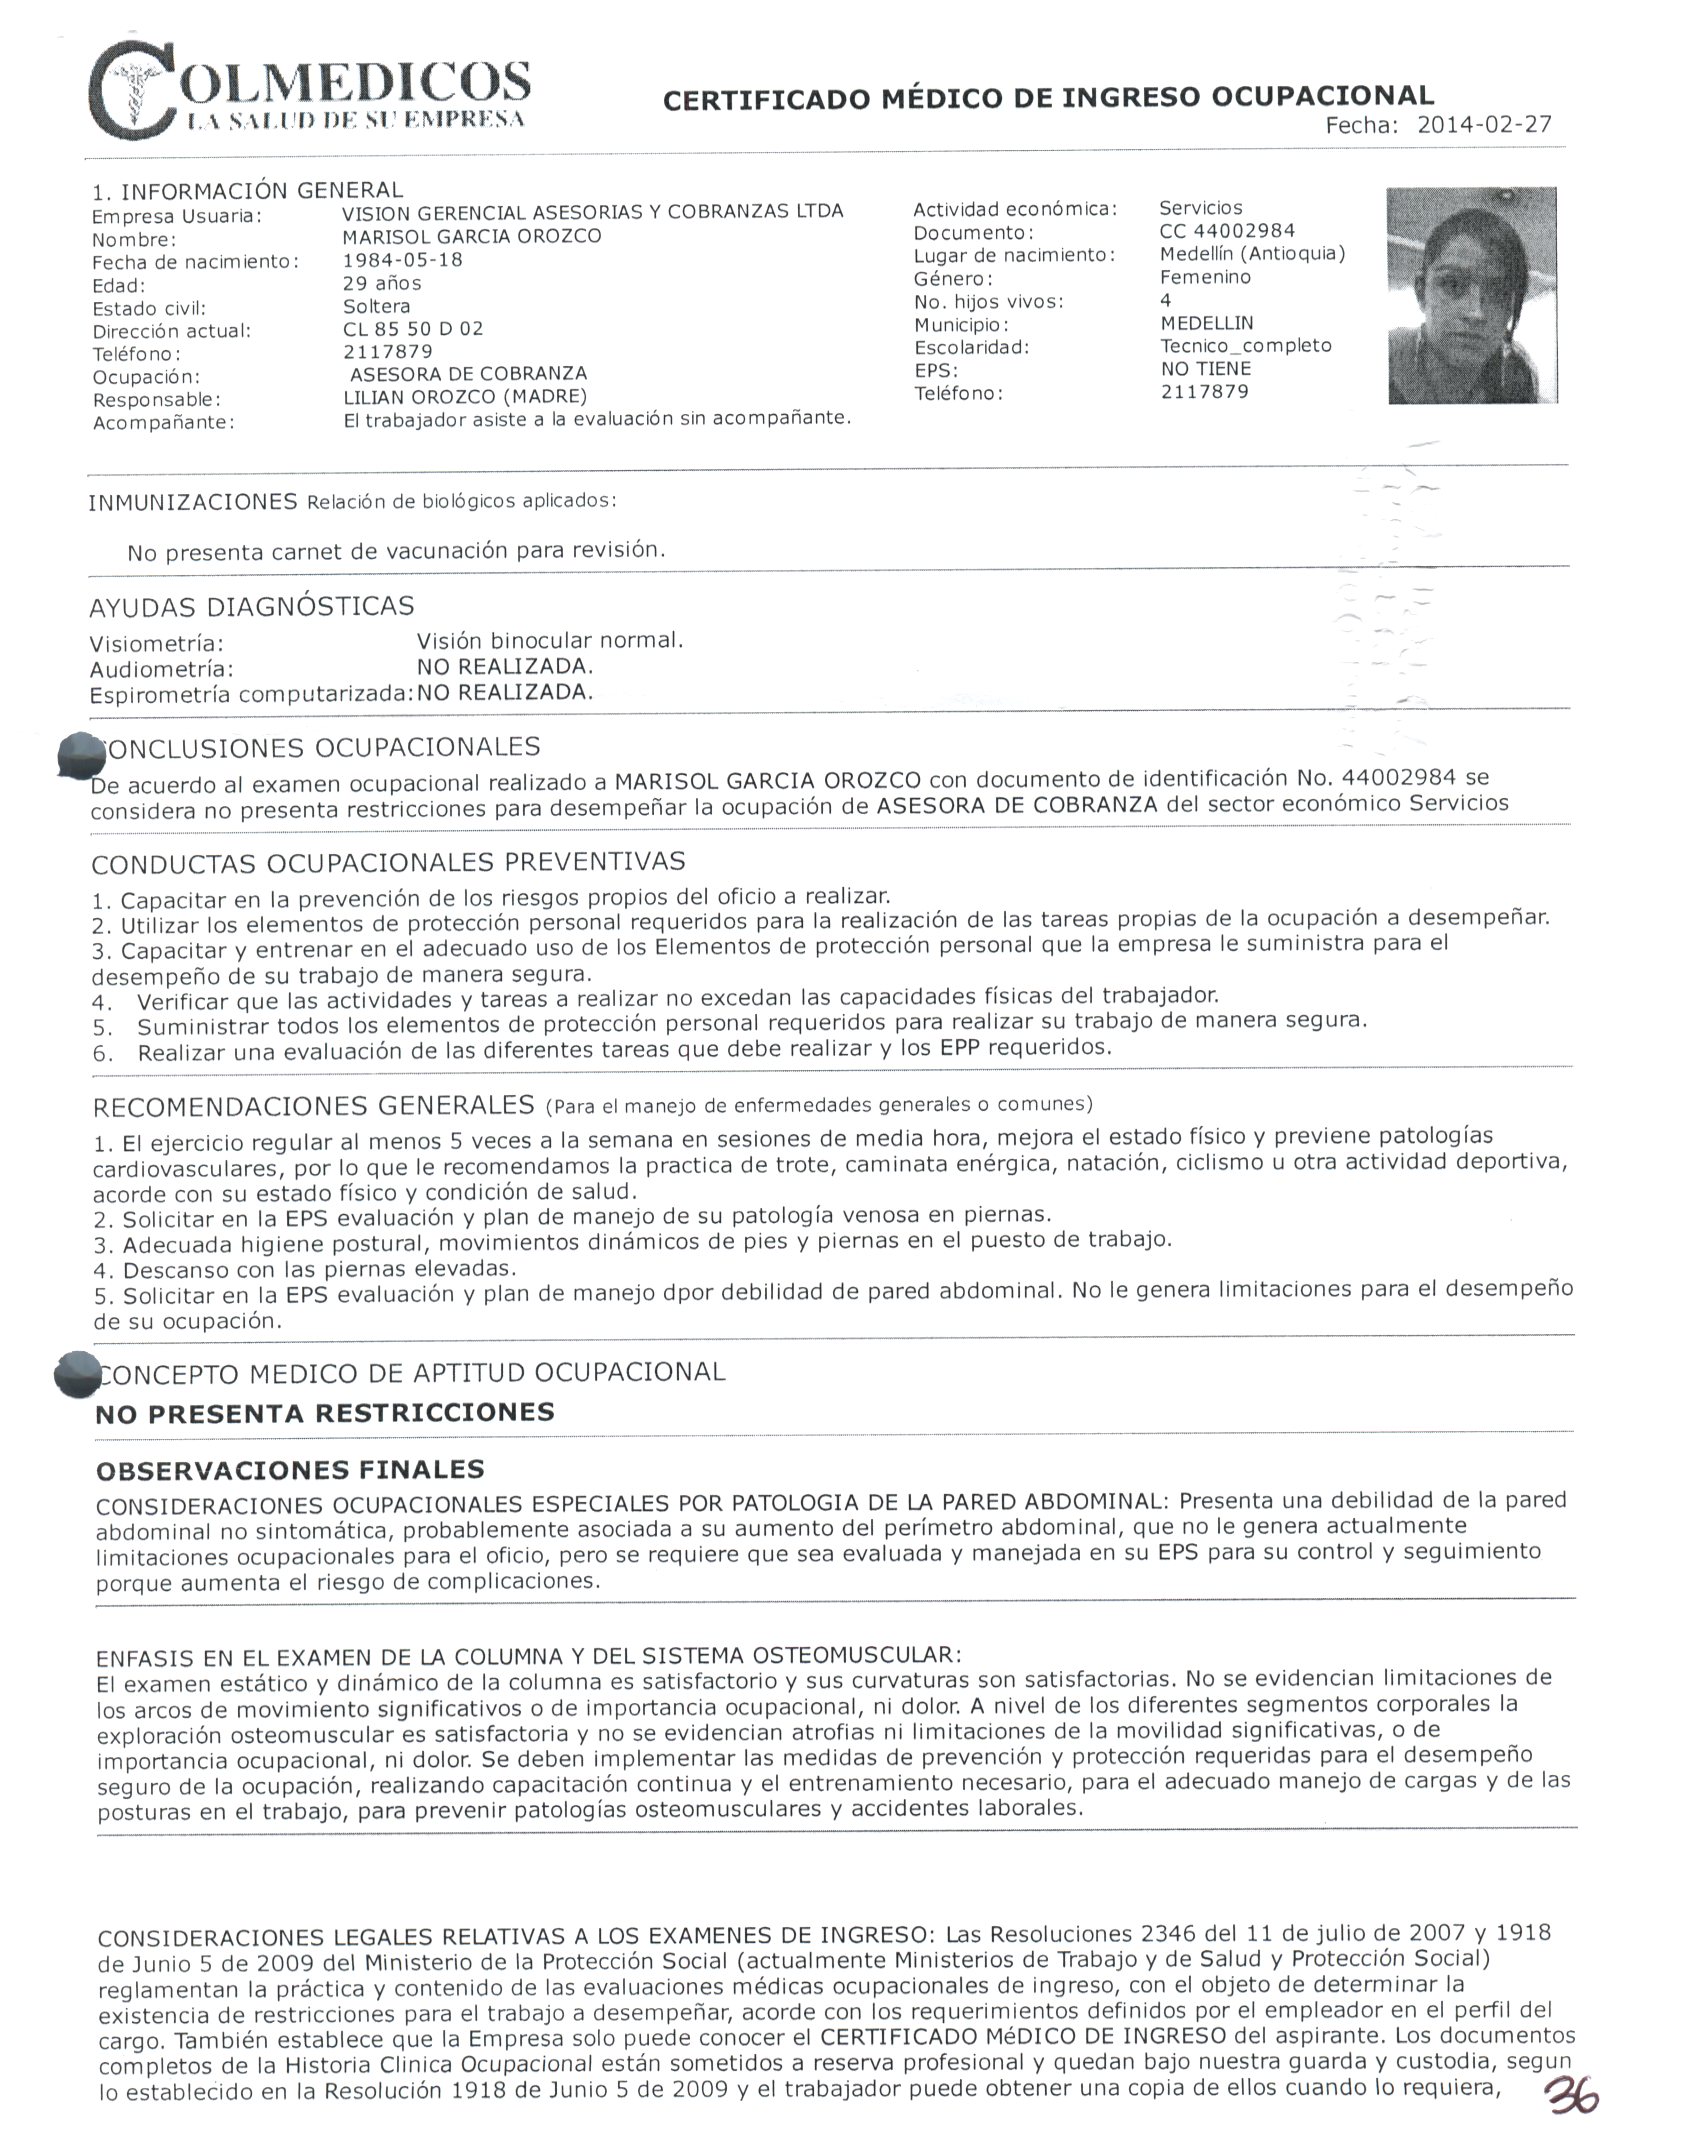 COLMEDICOS
LA SALUD DE SU EMPRESA
CERTIFICADO MÉDICO DE INGRESO OCUPACIONAL
Fecha: 2014-02-27
1. INFORMACIÓN GENERAL
Empresa Usuaria: VISION GERENCIAL ASESORIAS Y COBRANZAS LTDA Actividad económica: Servicios
Nombre: MARISOL GARCIA OROZCO Documento: CC 44002984
Fecha de nacimiento: 1984-05-18 Lugar de nacimiento: Medellín (Antioquia)
Edad: 29 años Género: Femenino
Estado civil: Soltera No. hijos vivos: 4
Dirección actual: CL 85 50 D 02 Municipio: MEDELLIN
Teléfono: 2117879 Escolaridad: Tecnico_completo
Ocupación: ASESORA DE COBRANZA EPS: NO TIENE
Responsable: LILIAN OROZCO (MADRE) Teléfono: 2117879
Acompañante: El trabajador asiste a la evaluación sin acompañante.
INMUNIZACIONES Relación de biológicos aplicados:
No presenta carnet de vacunación para revisión.
AYUDAS DIAGNÓSTICAS
Visiometría: Visión binocular normal.
Audiometría: NO REALIZADA.
Espirometría computarizada: NO REALIZADA.
CONCLUSIONES OCUPACIONALES
De acuerdo al examen ocupacional realizado a MARISOL GARCIA OROZCO con documento de identificación No. 44002984 se
considera no presenta restricciones para desempeñar la ocupación de ASESORA DE COBRANZA del sector económico Servicios
CONDUCTAS OCUPACIONALES PREVENTIVAS
1. Capacitar en la prevención de los riesgos propios del oficio a realizar.
2. Utilizar los elementos de protección personal requeridos para la realización de las tareas propias de la ocupación a desempeñar.
3. Capacitar y entrenar en el adecuado uso de los Elementos de protección personal que la empresa le suministra para el
desempeño de su trabajo de manera segura.
4. Verificar que las actividades y tareas a realizar no excedan las capacidades físicas del trabajador.
5. Suministrar todos los elementos de protección personal requeridos para realizar su trabajo de manera segura.
6. Realizar una evaluación de las diferentes tareas que debe realizar y los EPP requeridos.
RECOMENDACIONES GENERALES (Para el manejo de enfermedades generales o comunes)
1. El ejercicio regular al menos 5 veces a la semana en sesiones de media hora, mejora el estado físico y previene patologías
cardiovasculares, por lo que le recomendamos la practica de trote, caminata enérgica, natación, ciclismo u otra actividad deportiva,
acorde con su estado físico y condición de salud.
2. Solicitar en la EPS evaluación y plan de manejo de su patología venosa en piernas.
3. Adecuada higiene postural, movimientos dinámicos de pies y piernas en el puesto de trabajo.
4. Descanso con las piernas elevadas.
5. Solicitar en la EPS evaluación y plan de manejo dpor debilidad de pared abdominal. No le genera limitaciones para el desempeño
de su ocupación.
CONCEPTO MEDICO DE APTITUD OCUPACIONAL
NO PRESENTA RESTRICCIONES
OBSERVACIONES FINALES
CONSIDERACIONES OCUPACIONALES ESPECIALES POR PATOLOGIA DE LA PARED ABDOMINAL: Presenta una debilidad de la pared
abdominal no sintomática, probablemente asociada a su aumento del perímetro abdominal, que no le genera actualmente
limitaciones ocupacionales para el oficio, pero se requiere que sea evaluada y manejada en su EPS para su control y seguimiento
porque aumenta el riesgo de complicaciones.
ENFASIS EN EL EXAMEN DE LA COLUMNA Y DEL SISTEMA OSTEOMUSCULAR:
El examen estático y dinámico de la columna es satisfactorio y sus curvaturas son satisfactorias. No se evidencian limitaciones de
los arcos de movimiento significativos o de importancia ocupacional, ni dolor. A nivel de los diferentes segmentos corporales la
exploración osteomuscular es satisfactoria y no se evidencian atrofias ni limitaciones de la movilidad significativas, o de
importancia ocupacional, ni dolor. Se deben implementar las medidas de prevención y protección requeridas para el desempeño
seguro de la ocupación, realizando capacitación continua y el entrenamiento necesario, para el adecuado manejo de cargas y de las
posturas en el trabajo, para prevenir patologías osteomusculares y accidentes laborales.
CONSIDERACIONES LEGALES RELATIVAS A LOS EXAMENES DE INGRESO: Las Resoluciones 2346 del 11 de julio de 2007 y 1918
de Junio 5 de 2009 del Ministerio de la Protección Social (actualmente Ministerios de Trabajo y de Salud y Protección Social)
reglamentan la práctica y contenido de las evaluaciones médicas ocupacionales de ingreso, con el objeto de determinar la
existencia de restricciones para el trabajo a desempeñar, acorde con los requerimientos definidos por el empleador en el perfil del
cargo. También establece que la Empresa solo puede conocer el CERTIFICADO MéDICO DE INGRESO del aspirante. Los documentos
completos de la Historia Clinica Ocupacional están sometidos a reserva profesional y quedan bajo nuestra guarda y custodia, segun
lo establecido en la Resolución 1918 de Junio 5 de 2009 y el trabajador puede obtener una copia de ellos cuando lo requiera,
36